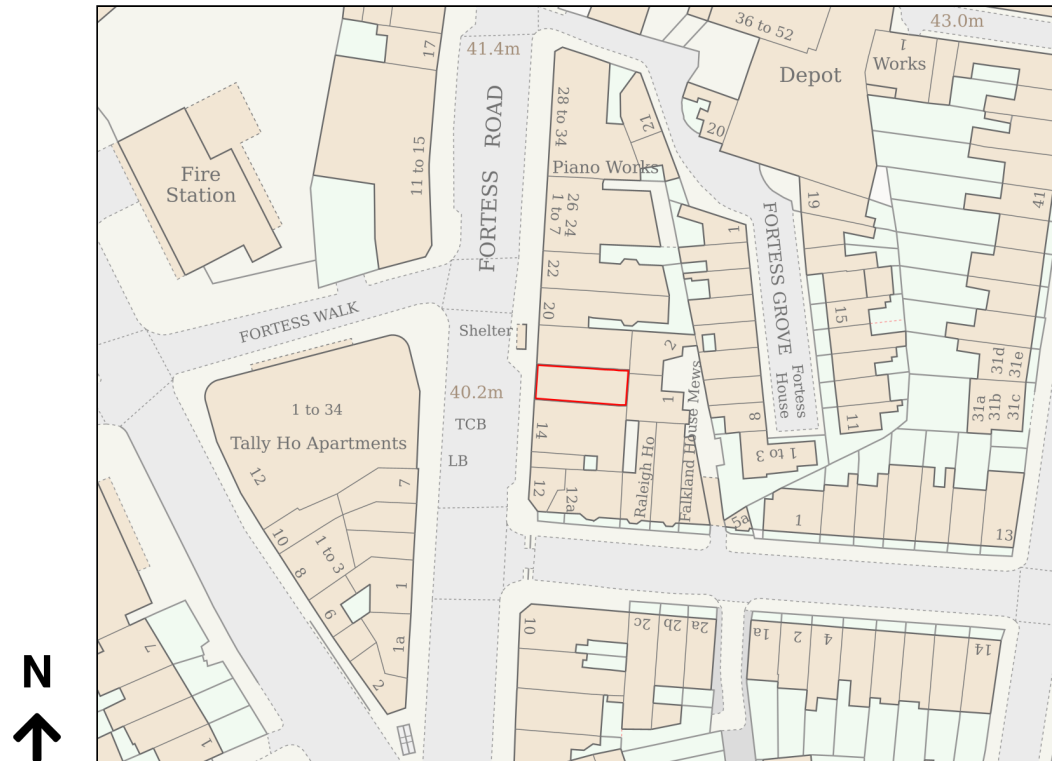 36 to 52
43.0m
17
41.4m
1
Works
Depot
28 to 34
21
20
Fire
Station
11 to 15
FORTESS ROAD
Piano Works
26 24
1 to 7
1
19
41
FORTESS GROVE
22
20
15
FORTESS WALK
Shelter
2
Fortess
House
31d
31e
40.2m
1
1 to 34
TCB
Tally Ho Apartments
14
8
11
31a
31b
31c
LB
1 to 3
12
7
12
12a
Raleigh Ho
Falkland House Mews
5a
1
13
10
1 to 3
8
1
6
10
2c
2b
2a
1a
2
4
14
7
1a
2
1
N